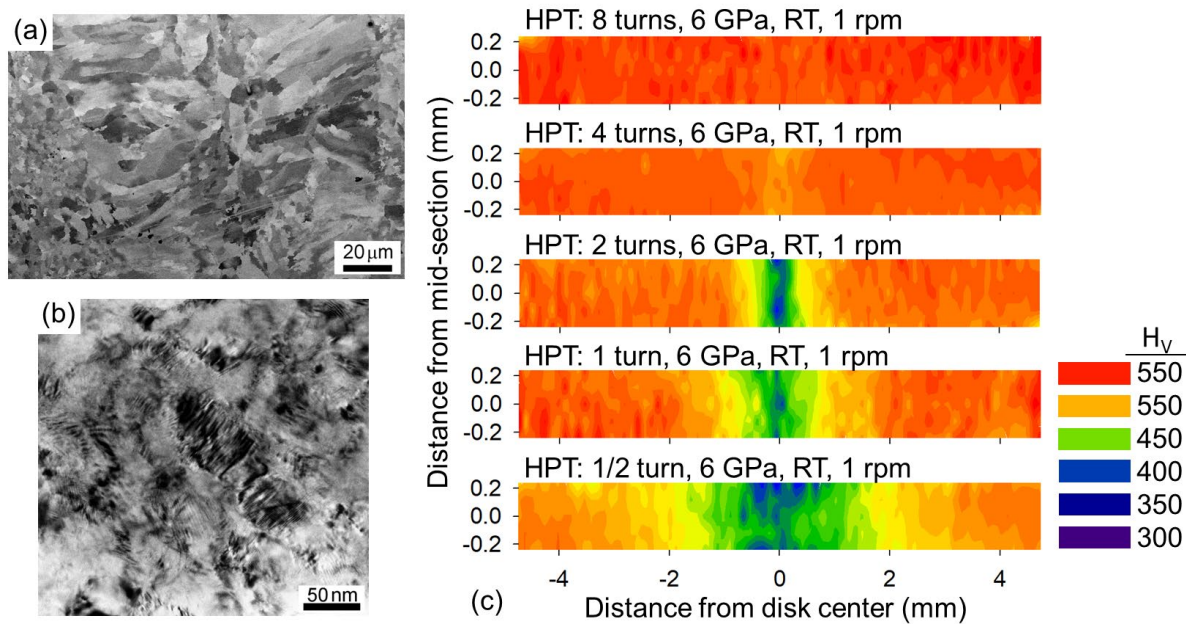 (a)
20 μm
(b)
50 nm
Distance from mid-section (mm)
HPT: 8 turns, 6 GPa, RT, 1 rpm
0.2
0.0
-0.2
HPT: 4 turns, 6 GPa, RT, 1 rpm
0.2
0.0
-0.2
HPT: 2 turns, 6 GPa, RT, 1 rpm
0.2
0.0
-0.2
HPT: 1 turn, 6 GPa, RT, 1 rpm
0.2
0.0
-0.2
HPT: 1/2 turn, 6 GPa, RT, 1 rpm
0.2
0.0
-0.2
-4 -2 0 2 4
(c)
Distance from disk center (mm)
HV
550
550
450
400
350
300